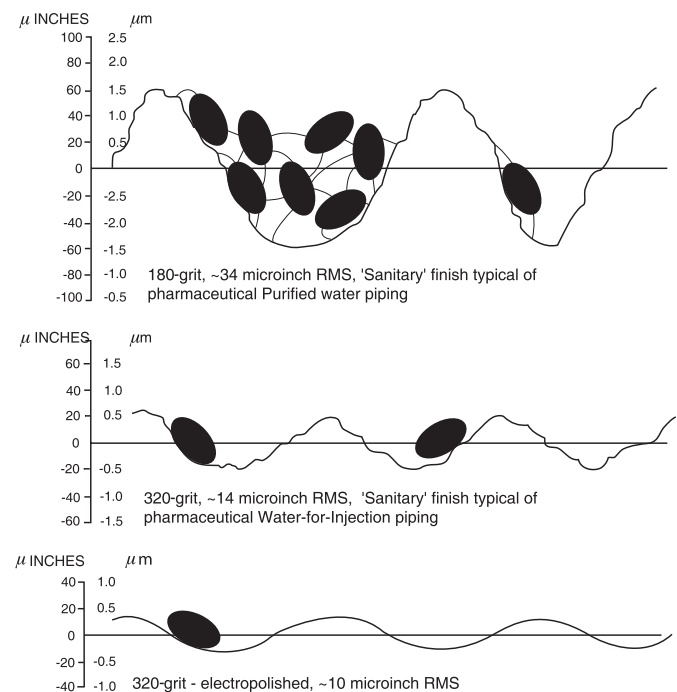 μ INCHES μm
100 2.5
80 2.0
60 1.5
40 1.0
20 0.5
0
-20 -2.5
-40 -2.0
-60 -1.5
-80 -1.0
-100 -0.5
180-grit, ~34 microinch RMS, 'Sanitary' finish typical of
pharmaceutical Purified water piping
μ INCHES μm
60 1.5
40 1.0
20 0.5
0
-20 -0.5
-40 -1.0
-60 -1.5
320-grit, ~14 microinch RMS, 'Sanitary' finish typical of
pharmaceutical Water-for-Injection piping
μ INCHES μm
40 1.0
20 0.5
0
-20 -0.5
-40 -1.0
320-grit - electropolished, ~10 microinch RMS